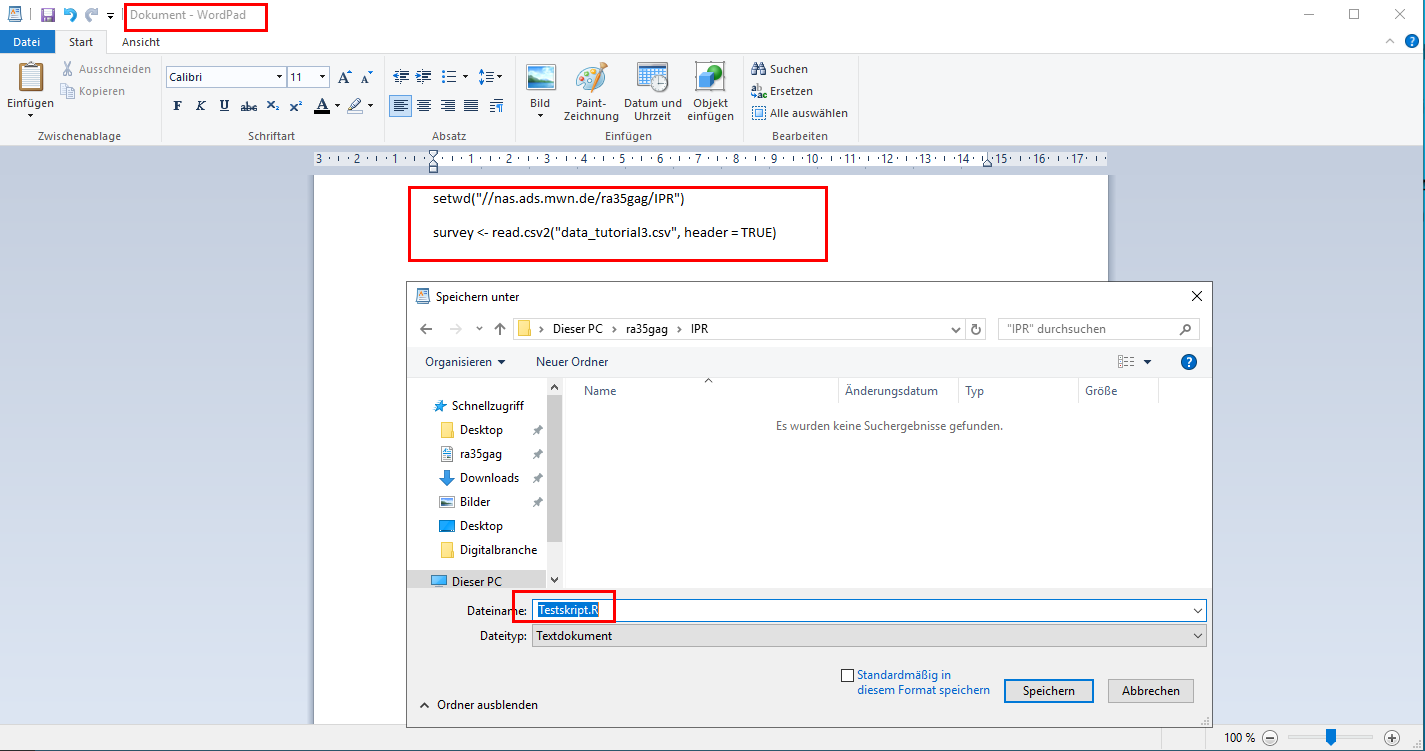 Dokument - WordPad
Datei Start Ansicht
Einfügen
Ausschneiden
Kopieren
Zwischenablage
Calibri 11
F K U abc X₂ X² A
Schriftart
Absatz
Bild
Paint-
Zeichnung
Datum und
Uhrzeit
Objekt
einfügen
Einfügen
Suchen
Ersetzen
Alle auswählen
Bearbeiten
3 2 1 1 2 3 4 5 6 7 8 9 10 11 12 13 14 15 16 17
setwd("//nas.ads.mwn.de/ra35gag/IPR")
survey <- read.csv2("data_tutorial3.csv", header = TRUE)
Speichern unter
Dieser PC > ra35gag > IPR
"IPR" durchsuchen
Organisieren Neuer Ordner
Name Änderungsdatum Typ Größe
Es wurden keine Suchergebnisse gefunden.
Schnellzugriff
Desktop
ra35gag
Downloads
Bilder
Desktop
Digitalbranche
Dieser PC
Dateiname: Testskript.R
Dateityp: Textdokument
Standardmäßig in
diesem Format speichern
Speichern Abbrechen
Ordner ausblenden
100 %